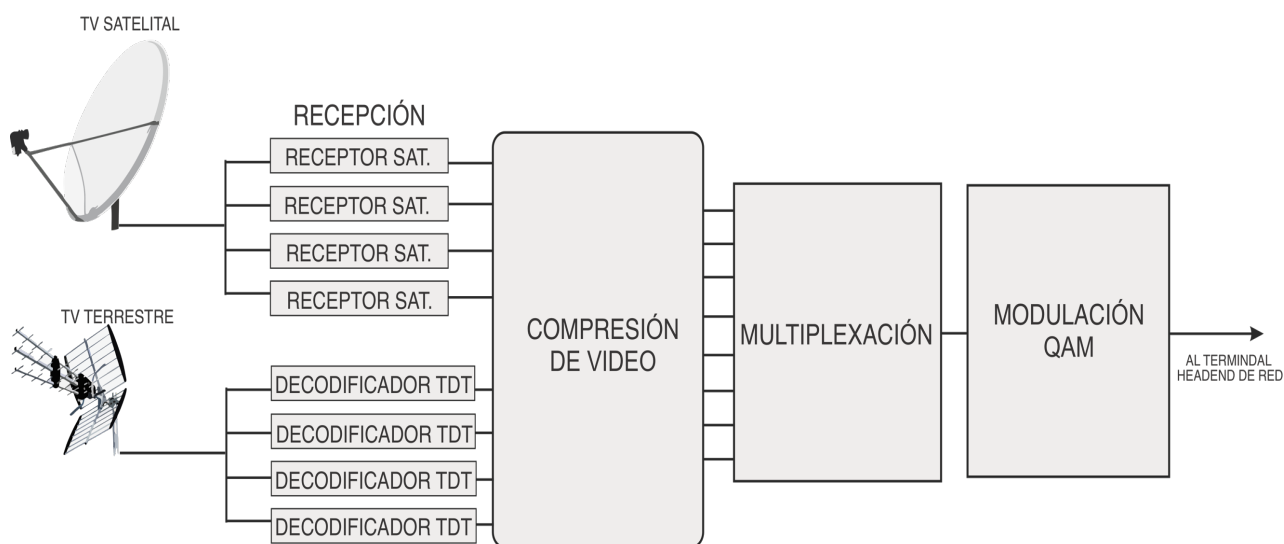 TV SATELITAL
RECEPCIÓN
RECEPTOR SAT.
RECEPTOR SAT.
RECEPTOR SAT.
RECEPTOR SAT.
TV TERRESTRE
DECODIFICADOR TDT
DECODIFICADOR TDT
DECODIFICADOR TDT
DECODIFICADOR TDT
COMPRESIÓN
DE VIDEO
MULTIPLEXACIÓN
MODULACIÓN
QAM
AL TERMINDAL
HEADEND DE RED